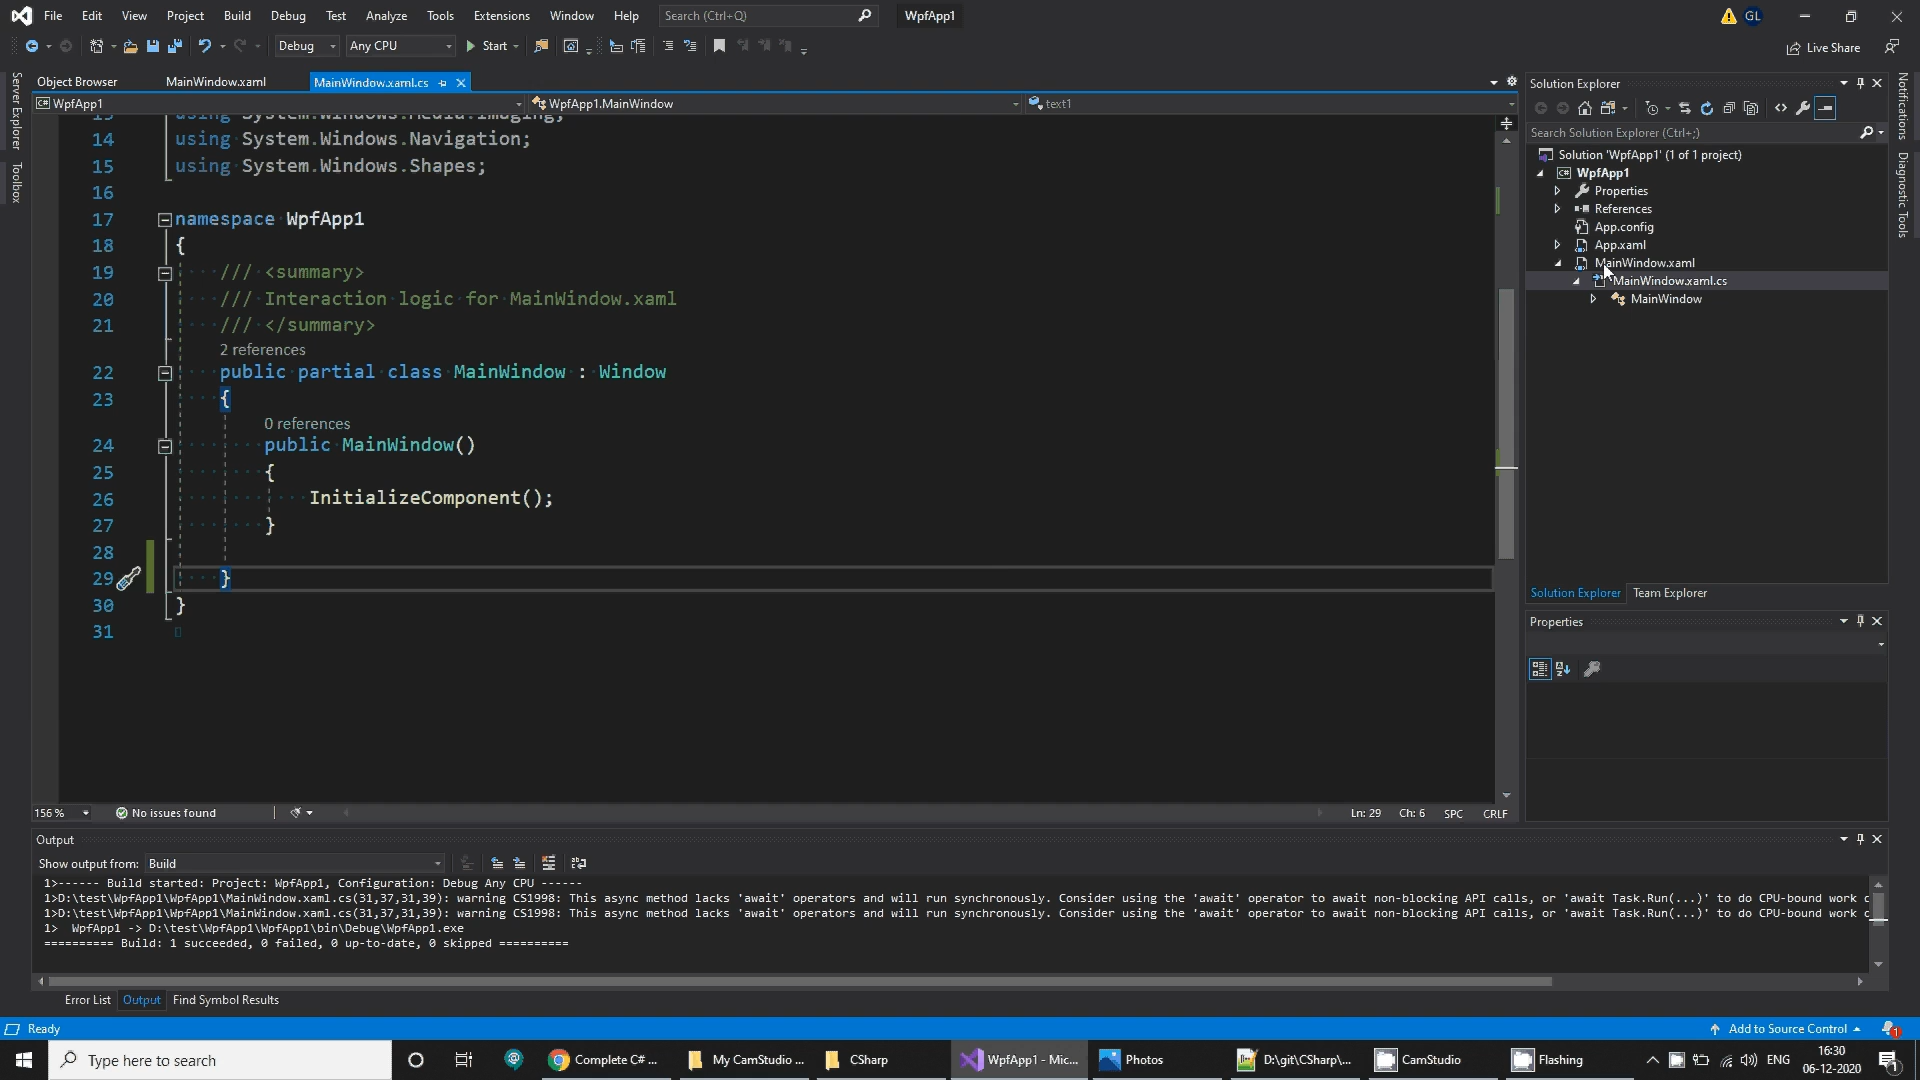 File Edit View Project Build Debug Test Analyze Tools Extensions Window Help Search (Ctrl+Q) WpfApp1 GL
Debug Any CPU Start Live Share
Server Explorer
Toolbox
Object Browser MainWindow.xaml MainWindow.xaml.cs
WpfApp1 WpfApp1.MainWindow text1
13 using System.Windows.Media.Imaging;
14 using System.Windows.Navigation;
15 using System.Windows.Shapes;
16
17 namespace WpfApp1
18 {
19 /// <summary>
20 /// Interaction logic for MainWindow.xaml
21 /// </summary>
2 references
22 public partial class MainWindow : Window
23 {
0 references
24 public MainWindow()
25 {
26 InitializeComponent();
27 }
28
29 }
30 }
31
156 % No issues found Ln: 29 Ch: 6 SPC CRLF
Solution Explorer
Search Solution Explorer (Ctrl+;)
Solution 'WpfApp1' (1 of 1 project)
WpfApp1
Properties
References
App.config
App.xaml
MainWindow.xaml
MainWindow.xaml.cs
MainWindow
Solution Explorer Team Explorer
Properties
Notifications
Diagnostic Tools
Output
Show output from: Build
1>------ Build started: Project: WpfApp1, Configuration: Debug Any CPU ------
1>D:\test\WpfApp1\WpfApp1\MainWindow.xaml.cs(31,37,31,39): warning CS1998: This async method lacks 'await' operators and will run synchronously. Consider using the 'await' operator to await non-blocking API calls, or 'await Task.Run(...)' to do CPU-bound work
1>D:\test\WpfApp1\WpfApp1\MainWindow.xaml.cs(31,37,31,39): warning CS1998: This async method lacks 'await' operators and will run synchronously. Consider using the 'await' operator to await non-blocking API calls, or 'await Task.Run(...)' to do CPU-bound work
1> WpfApp1 -> D:\test\WpfApp1\WpfApp1\bin\Debug\WpfApp1.exe
========== Build: 1 succeeded, 0 failed, 0 up-to-date, 0 skipped ==========
Error List Output Find Symbol Results
Ready Add to Source Control 1
Type here to search Complete C# ... My CamStudio ... CSharp WpfApp1 - Mic... Photos D:\git\CSharp\... CamStudio Flashing ENG 16:30
06-12-2020 1